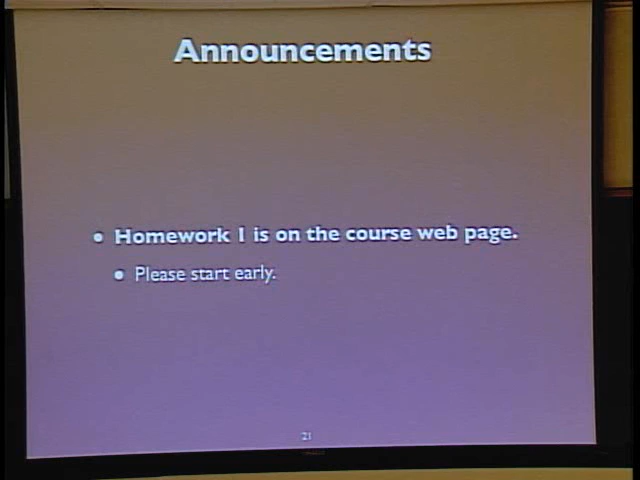 Announcements
• Homework 1 is on the course web page.
• Please start early.
21